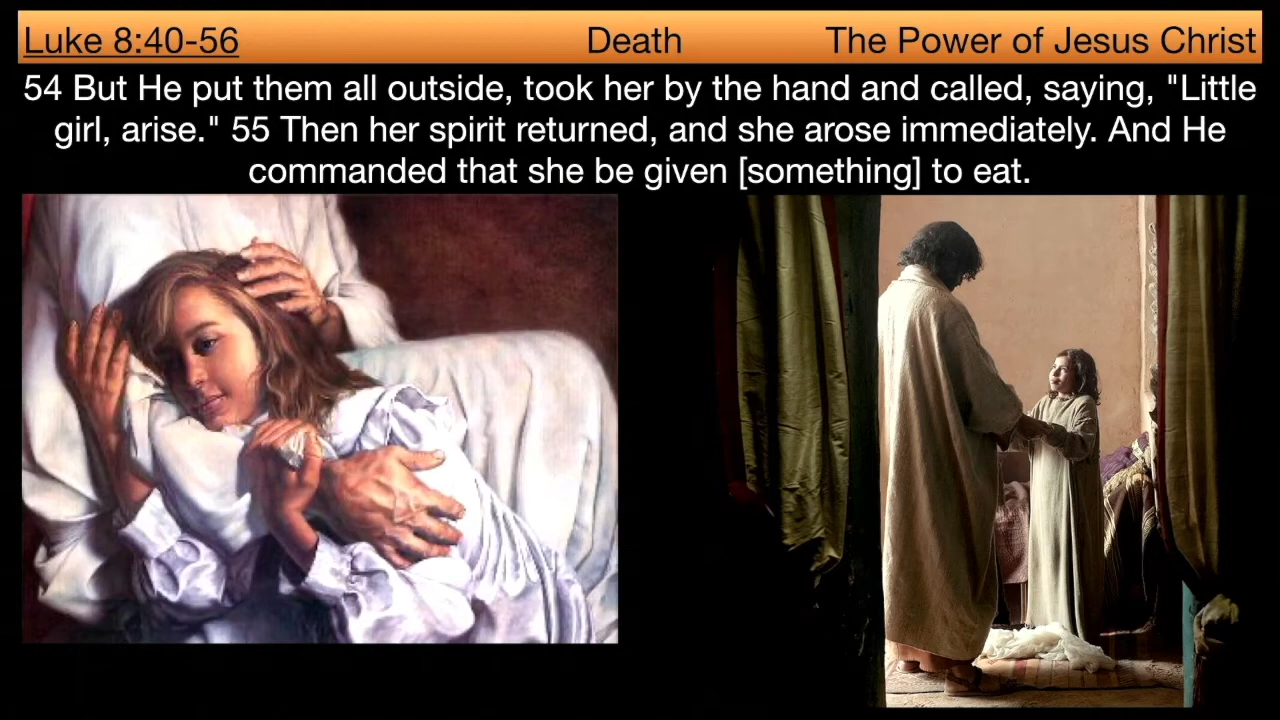 Luke 8:40-56 Death The Power of Jesus Christ
54 But He put them all outside, took her by the hand and called, saying, "Little
girl, arise." 55 Then her spirit returned, and she arose immediately. And He
commanded that she be given [something] to eat.